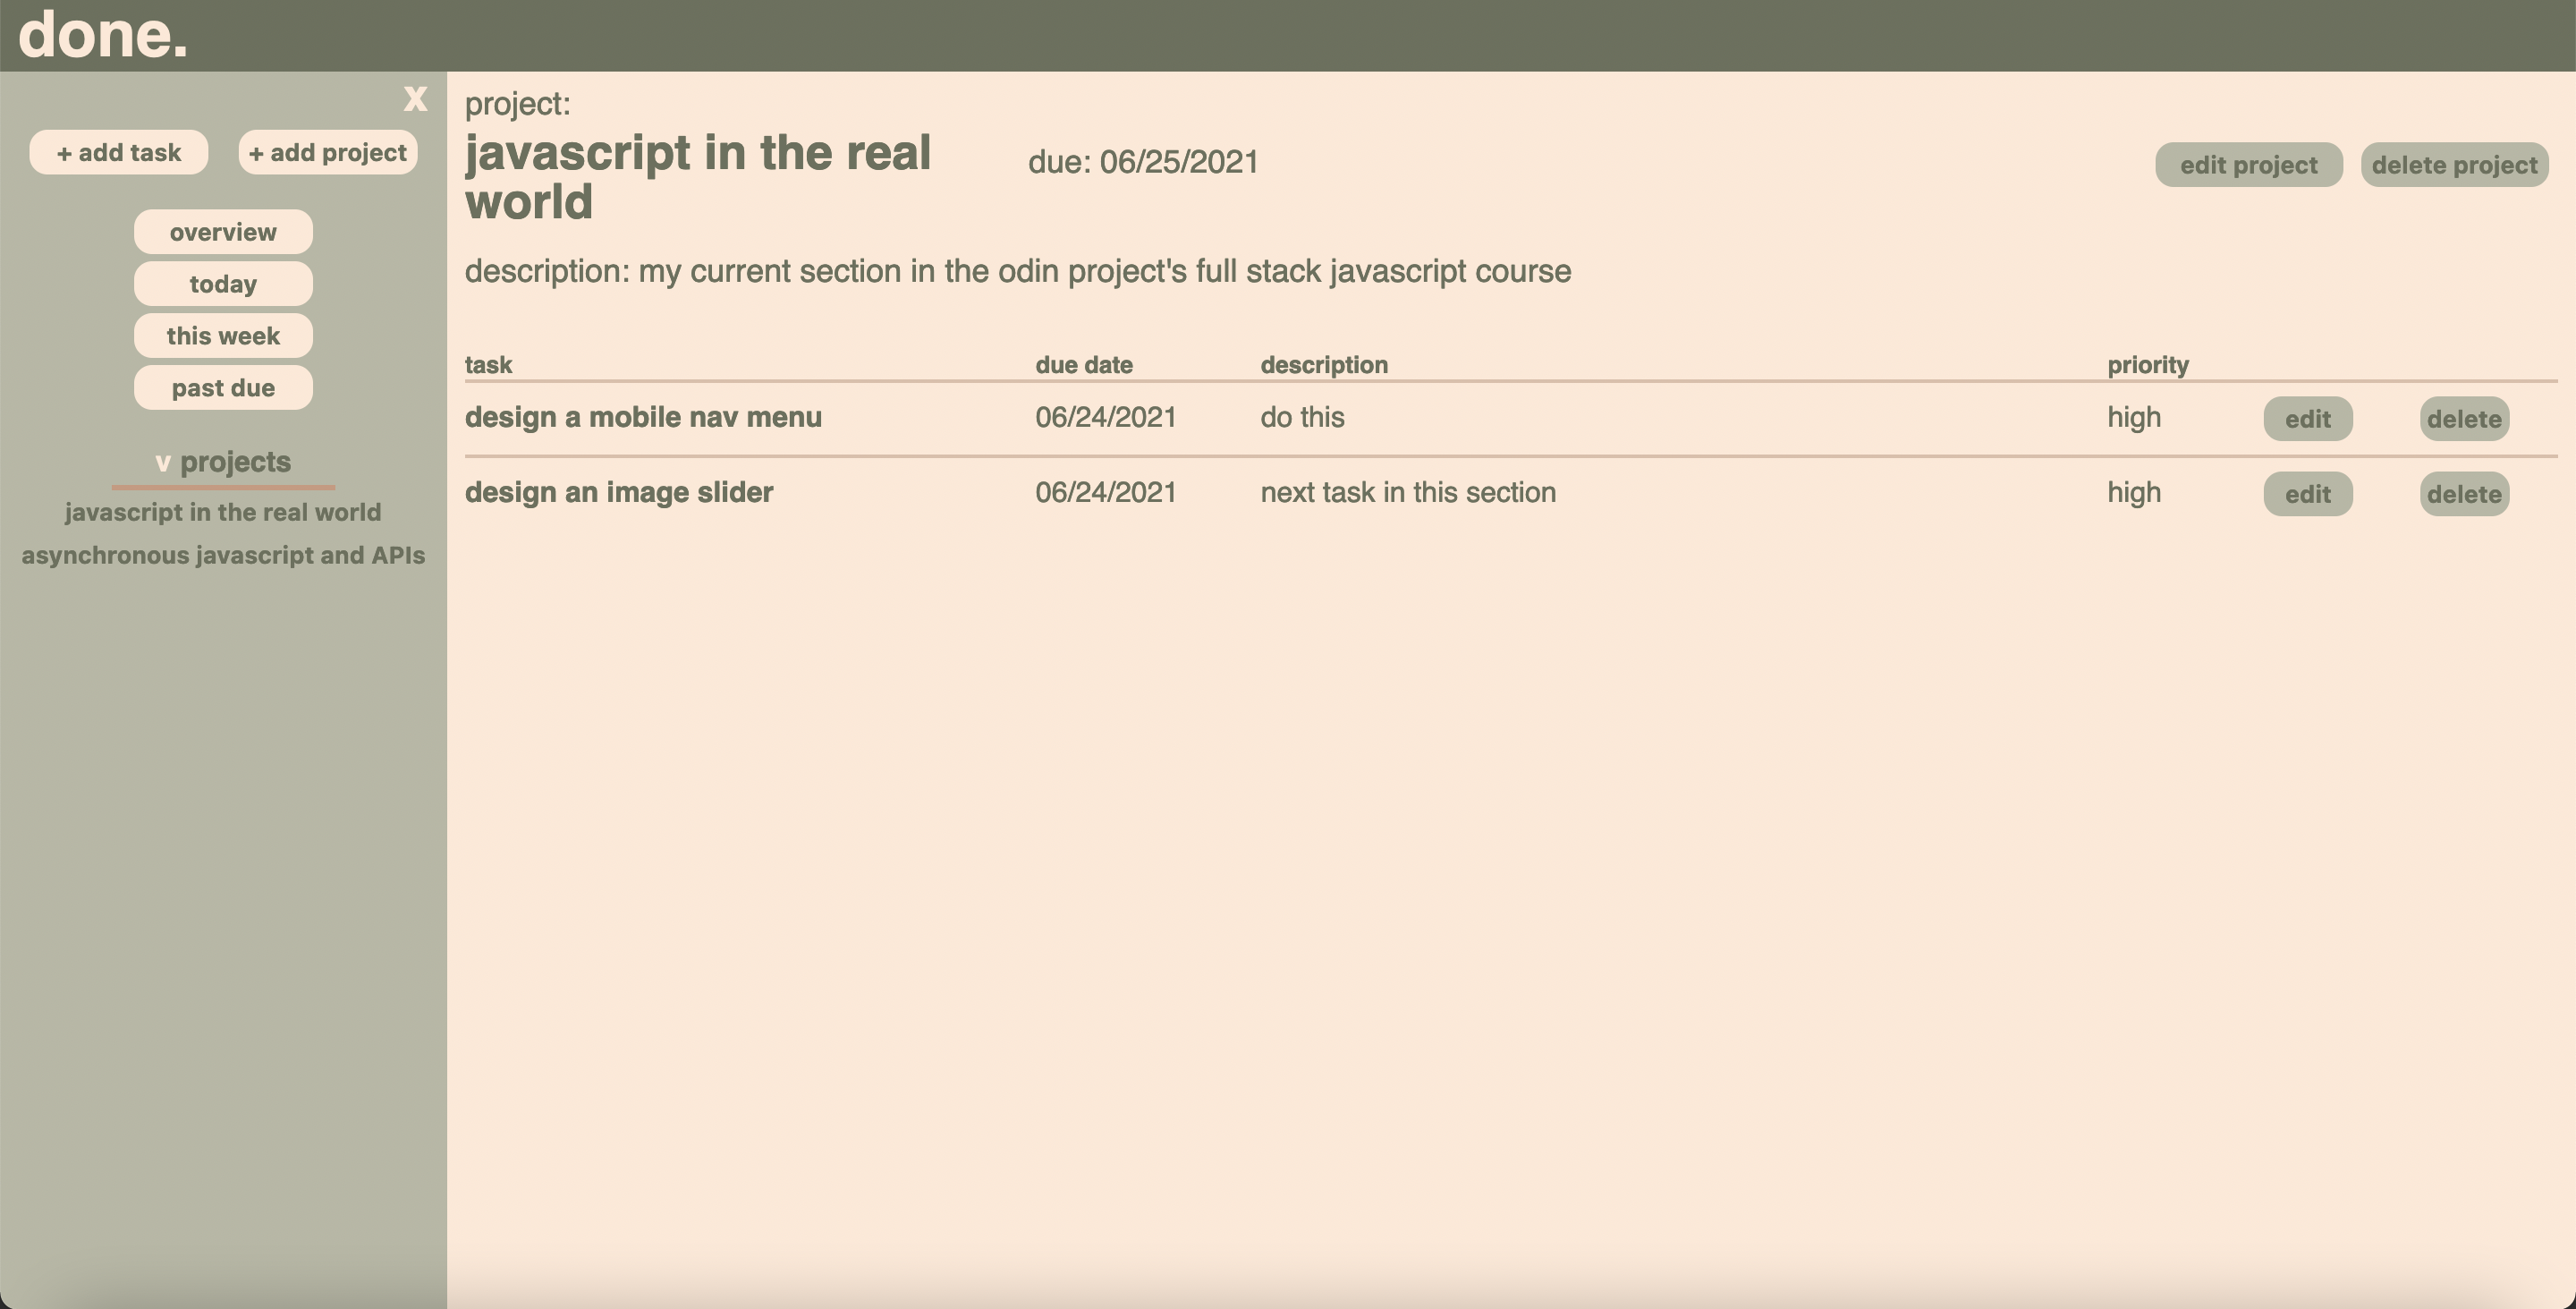 done.
x
+ add task + add project
overview
today
this week
past due
v projects
javascript in the real world
asynchronous javascript and APIs
project:
javascript in the real
world
due: 06/25/2021
edit project delete project
description: my current section in the odin project's full stack javascript course
task due date description priority
design a mobile nav menu 06/24/2021 do this high edit delete
design an image slider 06/24/2021 next task in this section high edit delete